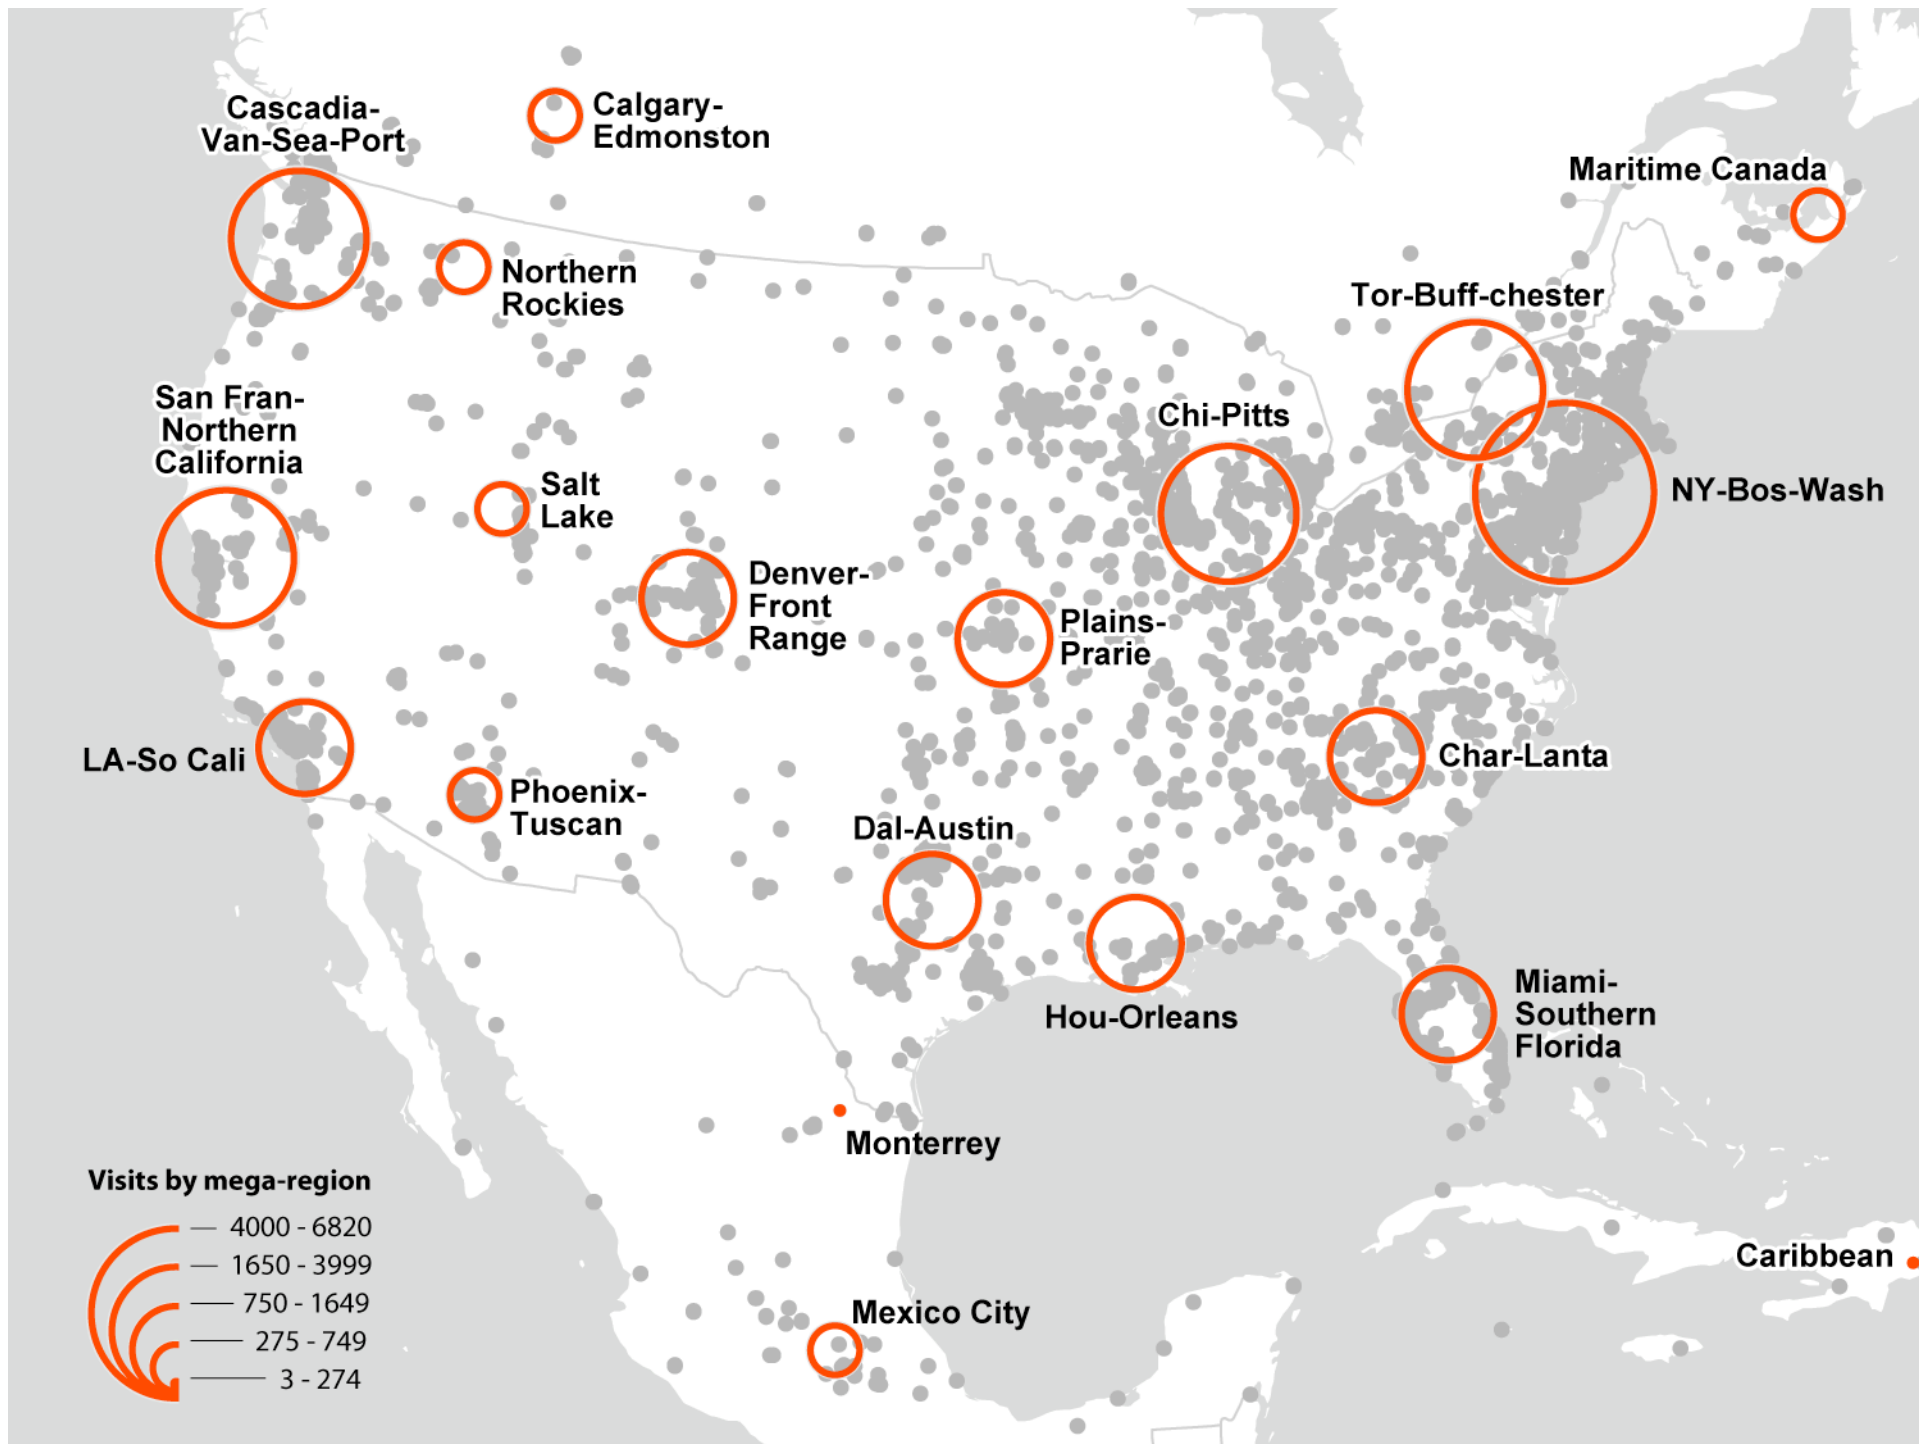 Cascadia-
Van-Sea-Port
Calgary-
Edmonston
Maritime Canada
Northern
Rockies
Tor-Buff-chester
San Fran-
Northern
California
Chi-Pitts
Salt
Lake
NY-Bos-Wash
Denver-
Front
Range
Plains-
Prarie
LA-So Cali
Char-Lanta
Phoenix-
Tuscan
Dal-Austin
Miami-
Southern
Florida
Hou-Orleans
Monterrey
Visits by mega-region
4000 - 6820
1650 - 3999
750 - 1649
275 - 749
3 - 274
Caribbean
Mexico City